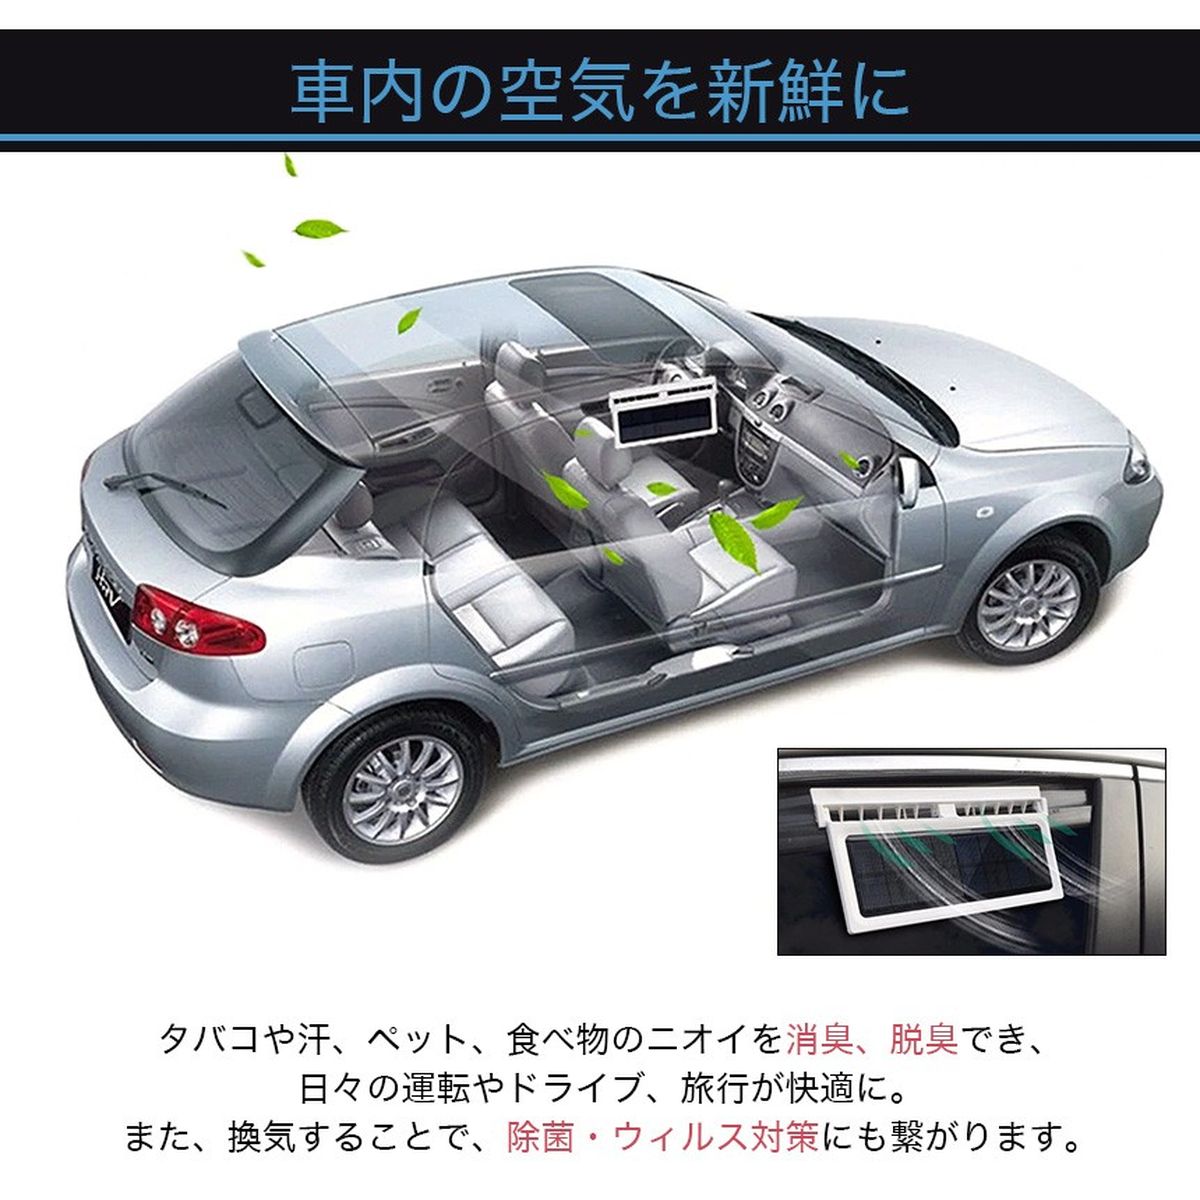 車内の空気を新鮮に
タバコや汗、ペット、食べ物のニオイを消臭、脱臭でき、
日々の運転やドライブ、旅行が快適に。
また、換気することで、除菌・ウィルス対策にも繋がります。